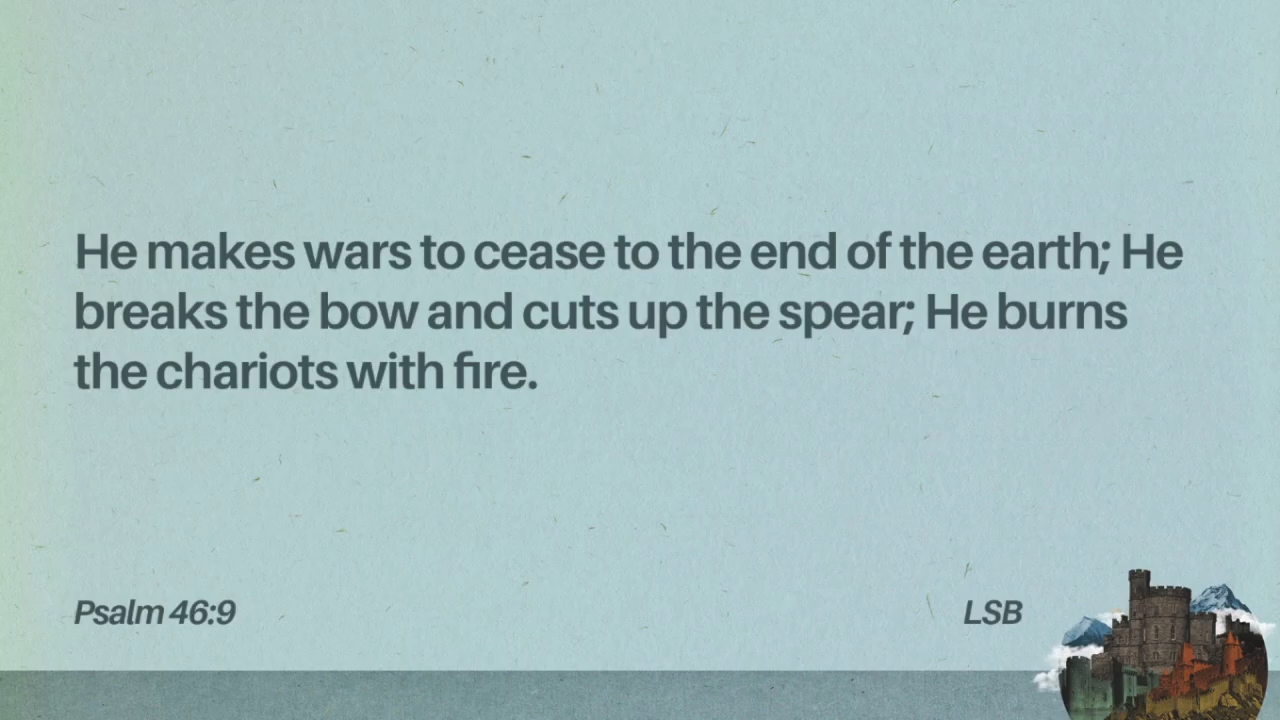 He makes wars to cease to the end of the earth; He
breaks the bow and cuts up the spear; He burns
the chariots with fire.
Psalm 46:9
LSB